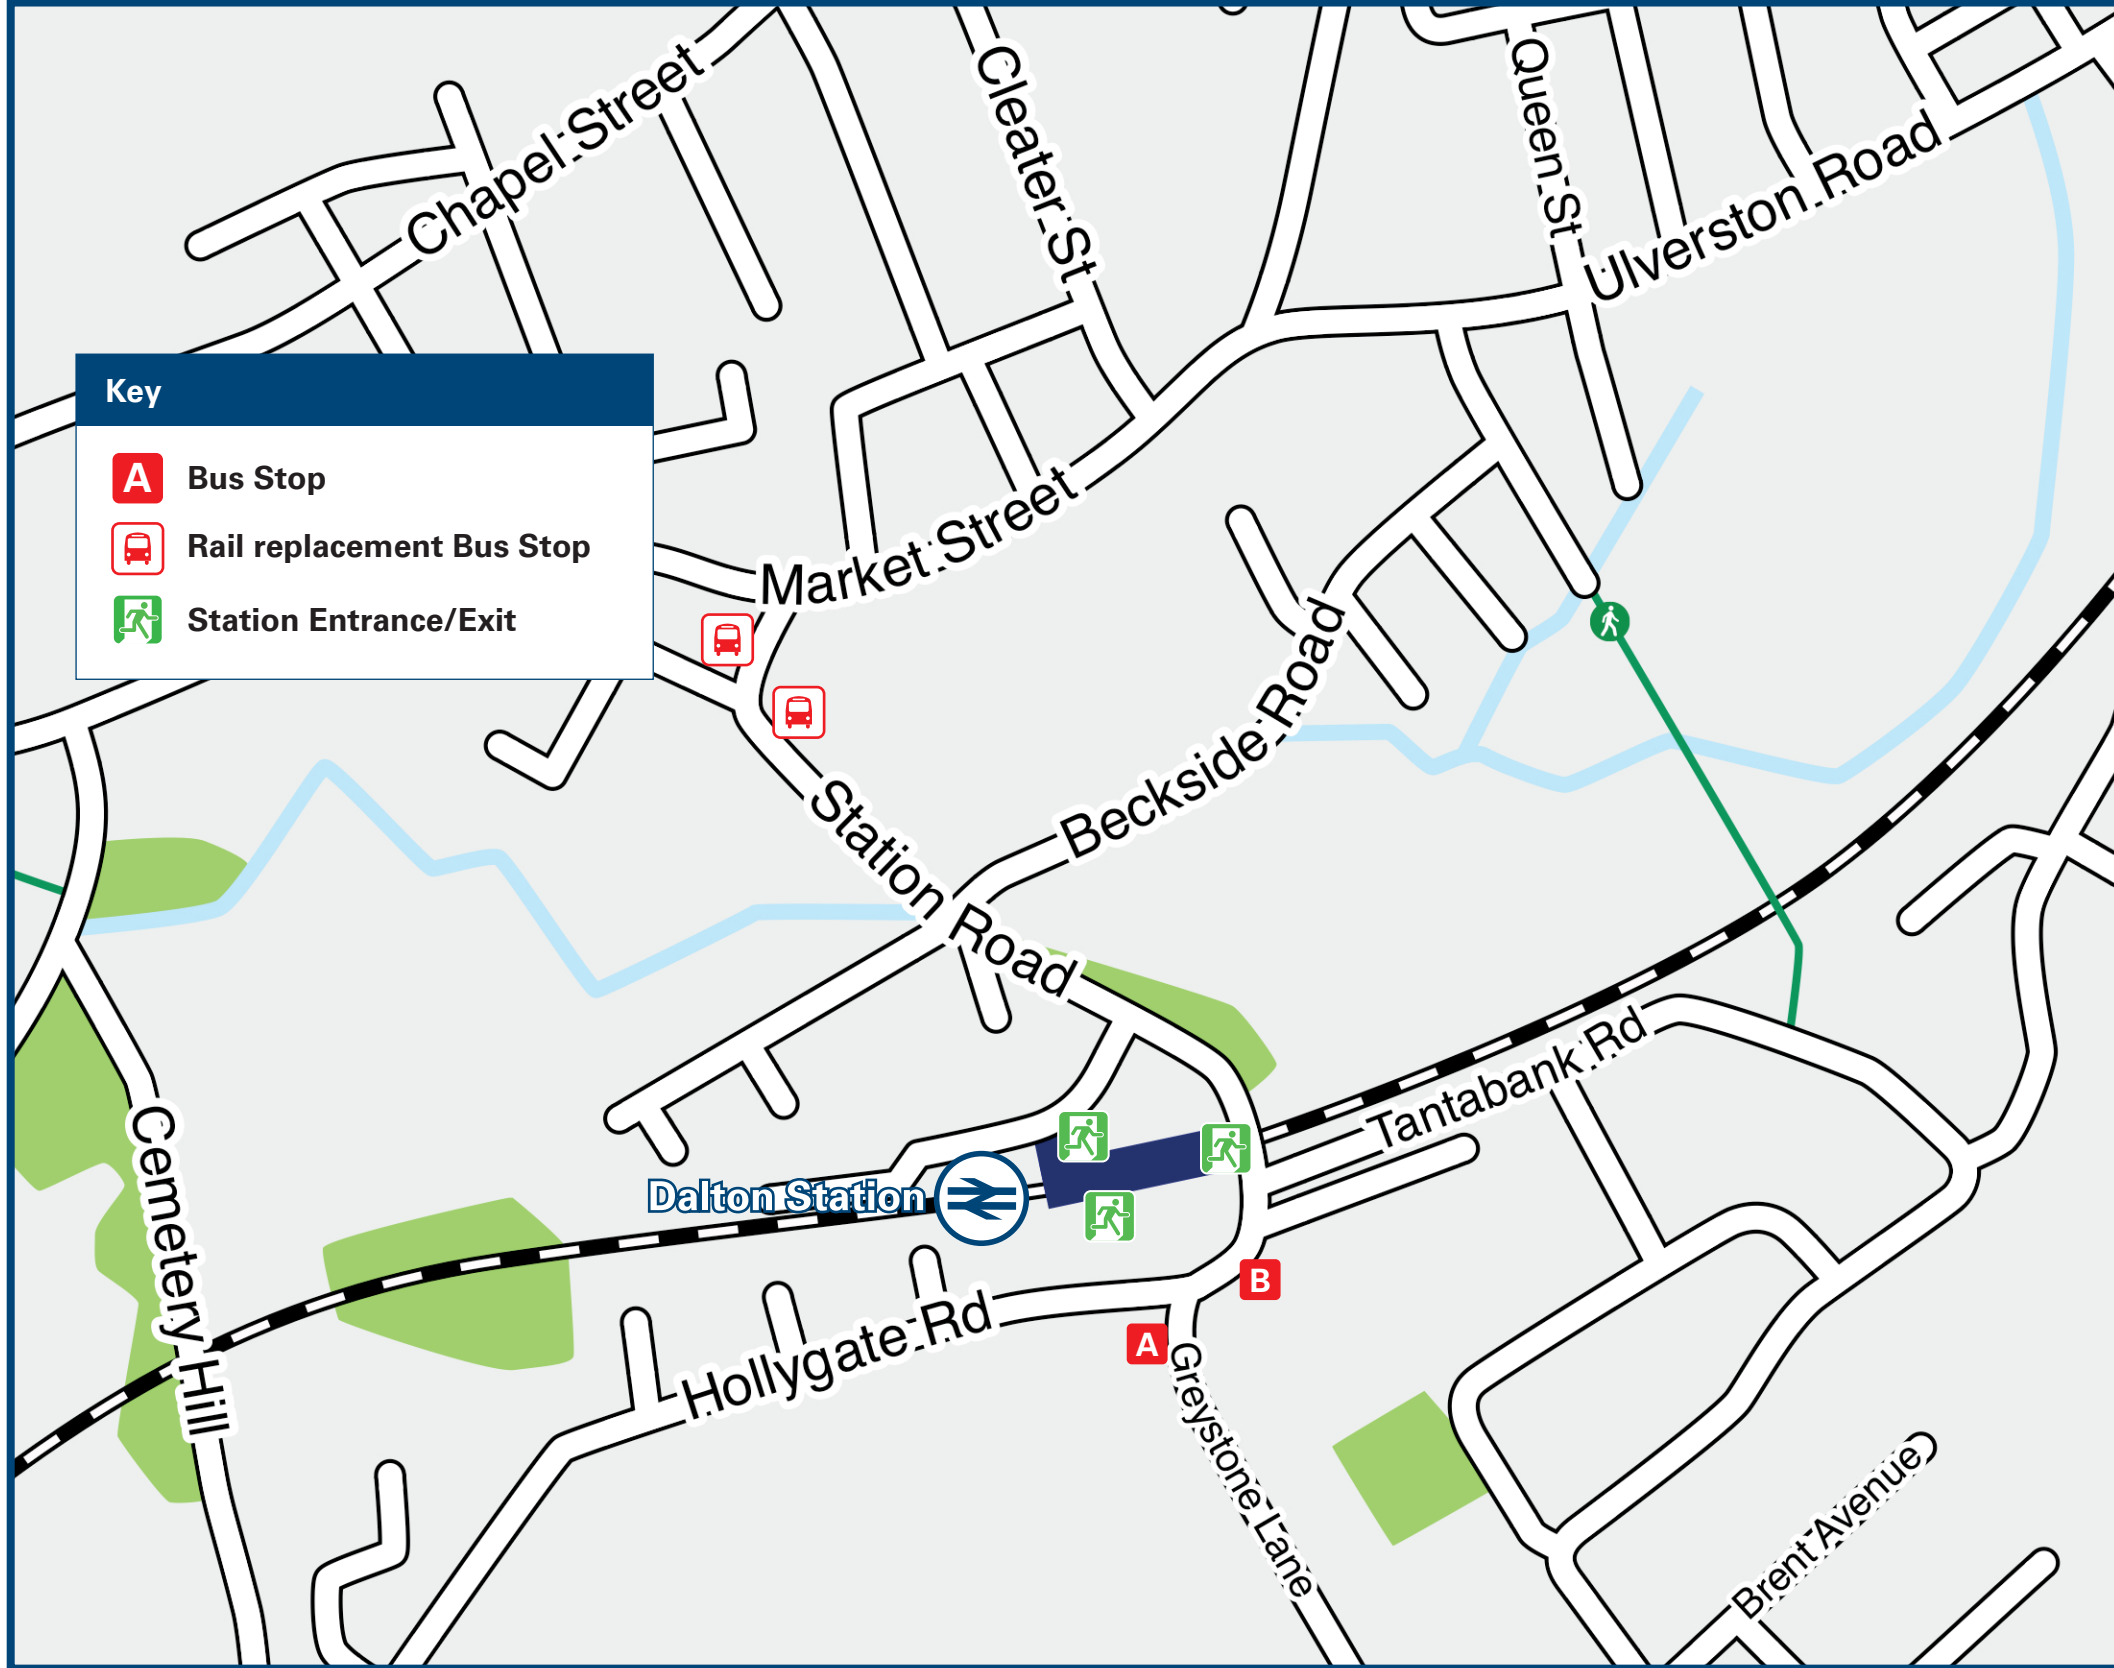 Chapel Street
Cleater St
Queen St
Ulverston Road
Key
A Bus Stop
Rail replacement Bus Stop
Station Entrance/Exit
Market Street
Beckside Road
Station Road
Tantabank Rd
Cemetery Hill
Dalton Station
B
A
Hollygate Rd
Greystone Lane
Brent Avenue